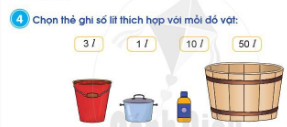 4 Chọn thẻ ghi số lít thích hợp với mỗi đồ vật:
3 l 1 l 10 l 50 l